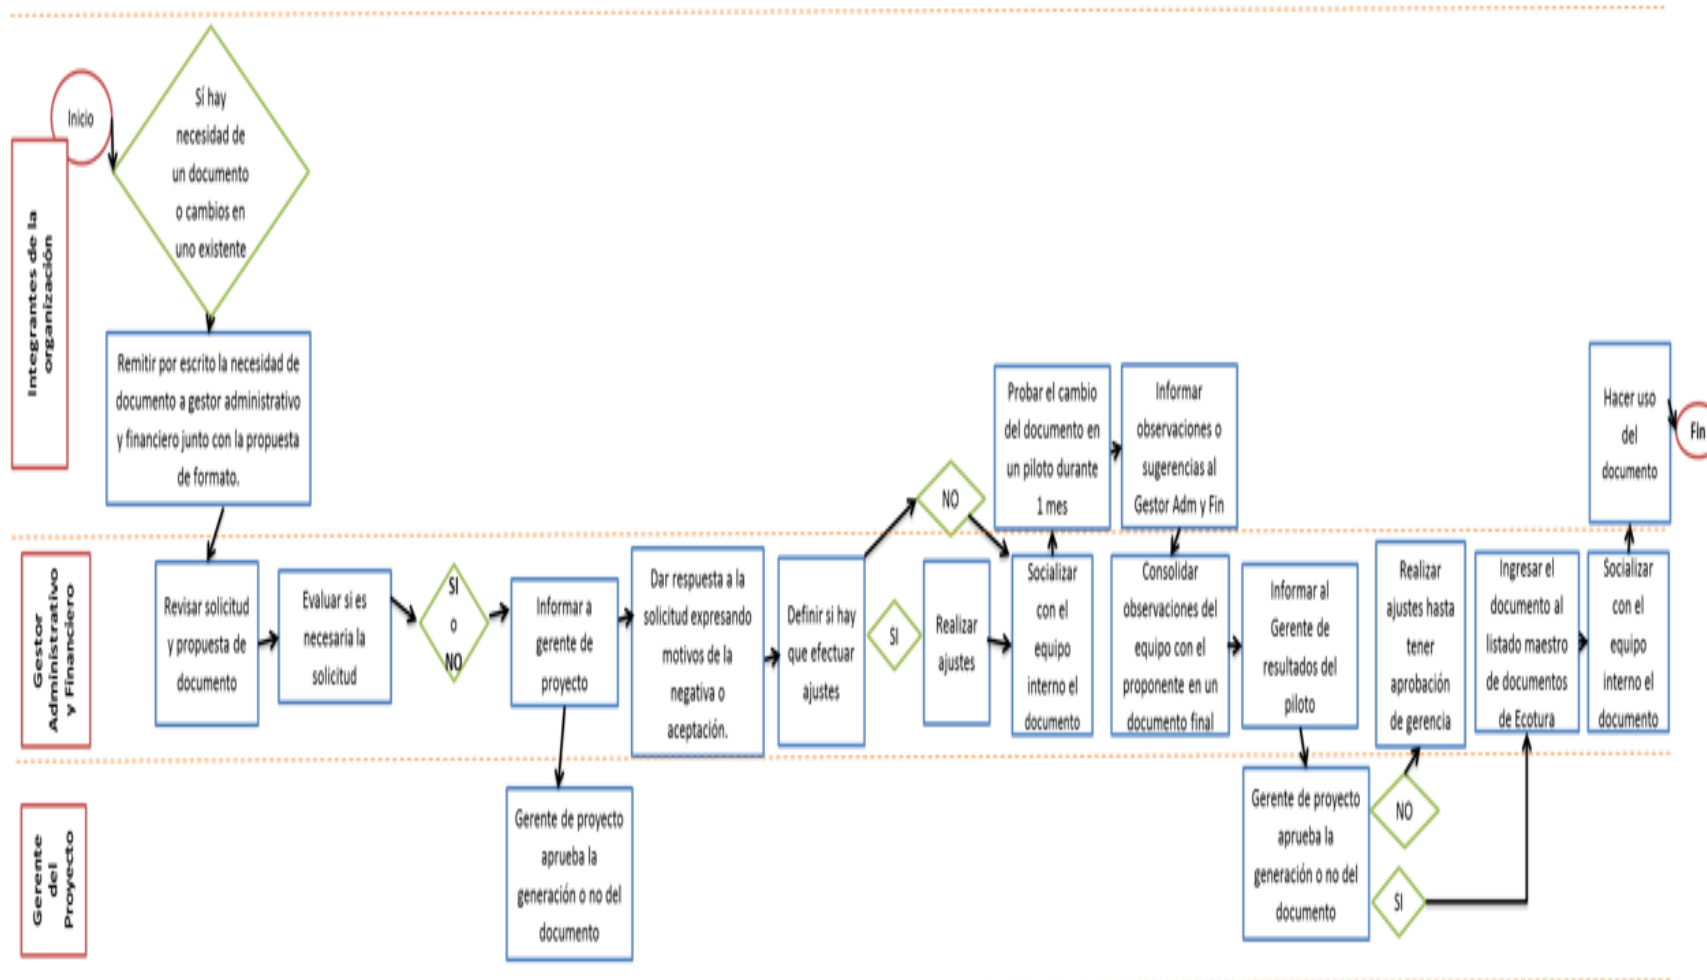 Inicio
Sí hay
necesidad de
un documento
o cambios en
uno existente
Integrantes de la
organización
Remitir por escrito la necesidad de
documento a gestor administrativo
y financiero junto con la propuesta
de formato.
Probar el cambio
del documento en
un piloto durante
1 mes
Informar
observaciones o
sugerencias al
Gestor Adm y Fin
Hacer uso
del
documento
Fin
Gestor
Administrativo
y Financiero
Revisar solicitud
y propuesta de
documento
Evaluar si es
necesaria la
solicitud
SI
o
NO
Informar a
gerente de
proyecto
Dar respuesta a la
solicitud expresando
motivos de la
negativa o
aceptación.
Definir si hay
que efectuar
ajustes
NO
SI
Realizar
ajustes
Socializar
con el
equipo
interno el
documento
Consolidar
observaciones del
equipo con el
proponente en un
documento final
Informar al
Gerente de
resultados del
piloto
Realizar
ajustes hasta
tener
aprobación
de gerencia
Ingresar el
documento al
listado maestro
de documentos
de Ecotura
Socializar
con el
equipo
interno el
documento
Gerente
del
Proyecto
Gerente de proyecto
aprueba la
generación o no del
documento
Gerente de proyecto
aprueba la
generación o no del
documento
NO
SI